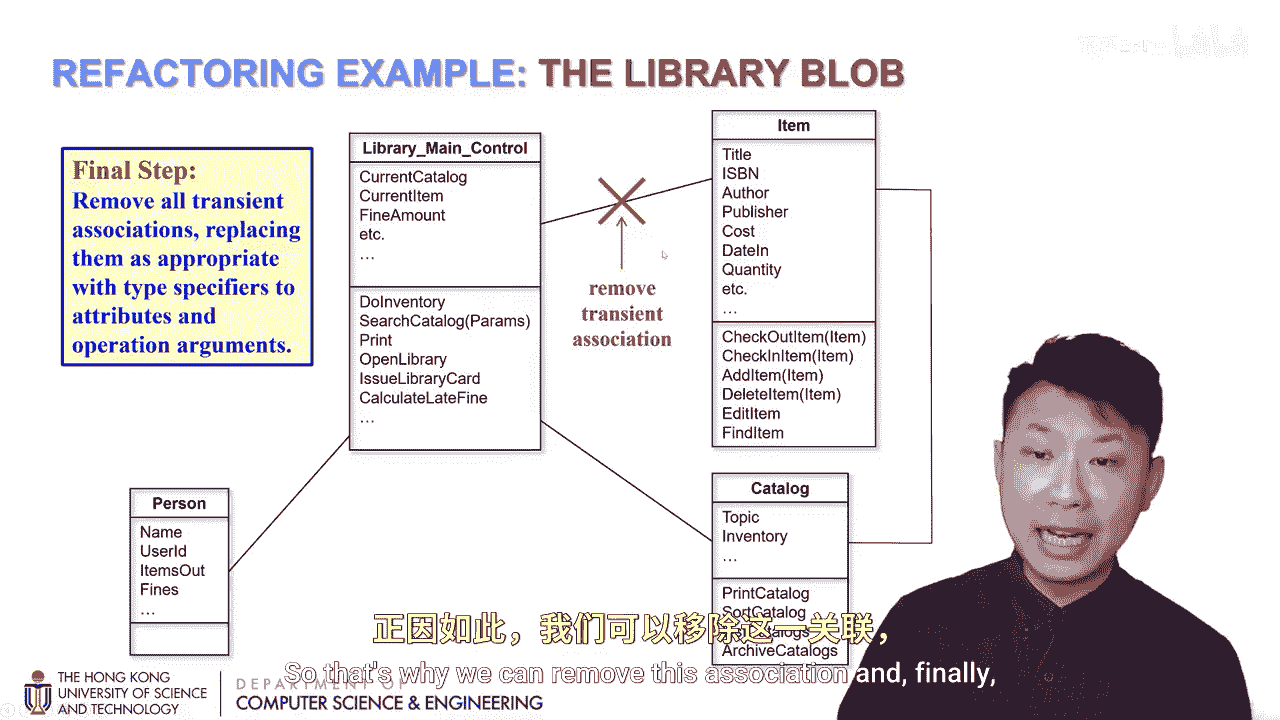 REFACTORING EXAMPLE: THE LIBRARY BLOB
Final Step:
Remove all transient
associations, replacing
them as appropriate
with type specifiers to
attributes and
operation arguments.
Library_Main_Control
CurrentCatalog
CurrentItem
FineAmount
etc.
…
DoInventory
SearchCatalog(Params)
Print
OpenLibrary
IssueLibraryCard
CalculateLateFine
…
remove
transient
association
Item
Title
ISBN
Author
Publisher
Cost
DateIn
Quantity
etc.
…
CheckOutItem(Item)
CheckInItem(Item)
AddItem(Item)
DeleteItem(Item)
EditItem
FindItem
Person
Name
UserId
ItemsOut
Fines
…
Catalog
Topic
Inventory
…
PrintCatalog
SortCatalog
ArchiveCatalogs
正因如此，我们可以移除这一关联，
So that's why we can remove this association and, finally,
THE HONG KONG
UNIVERSITY OF SCIENCE
AND TECHNOLOGY
DEPARTMENT OF
COMPUTER SCIENCE & ENGINEERING